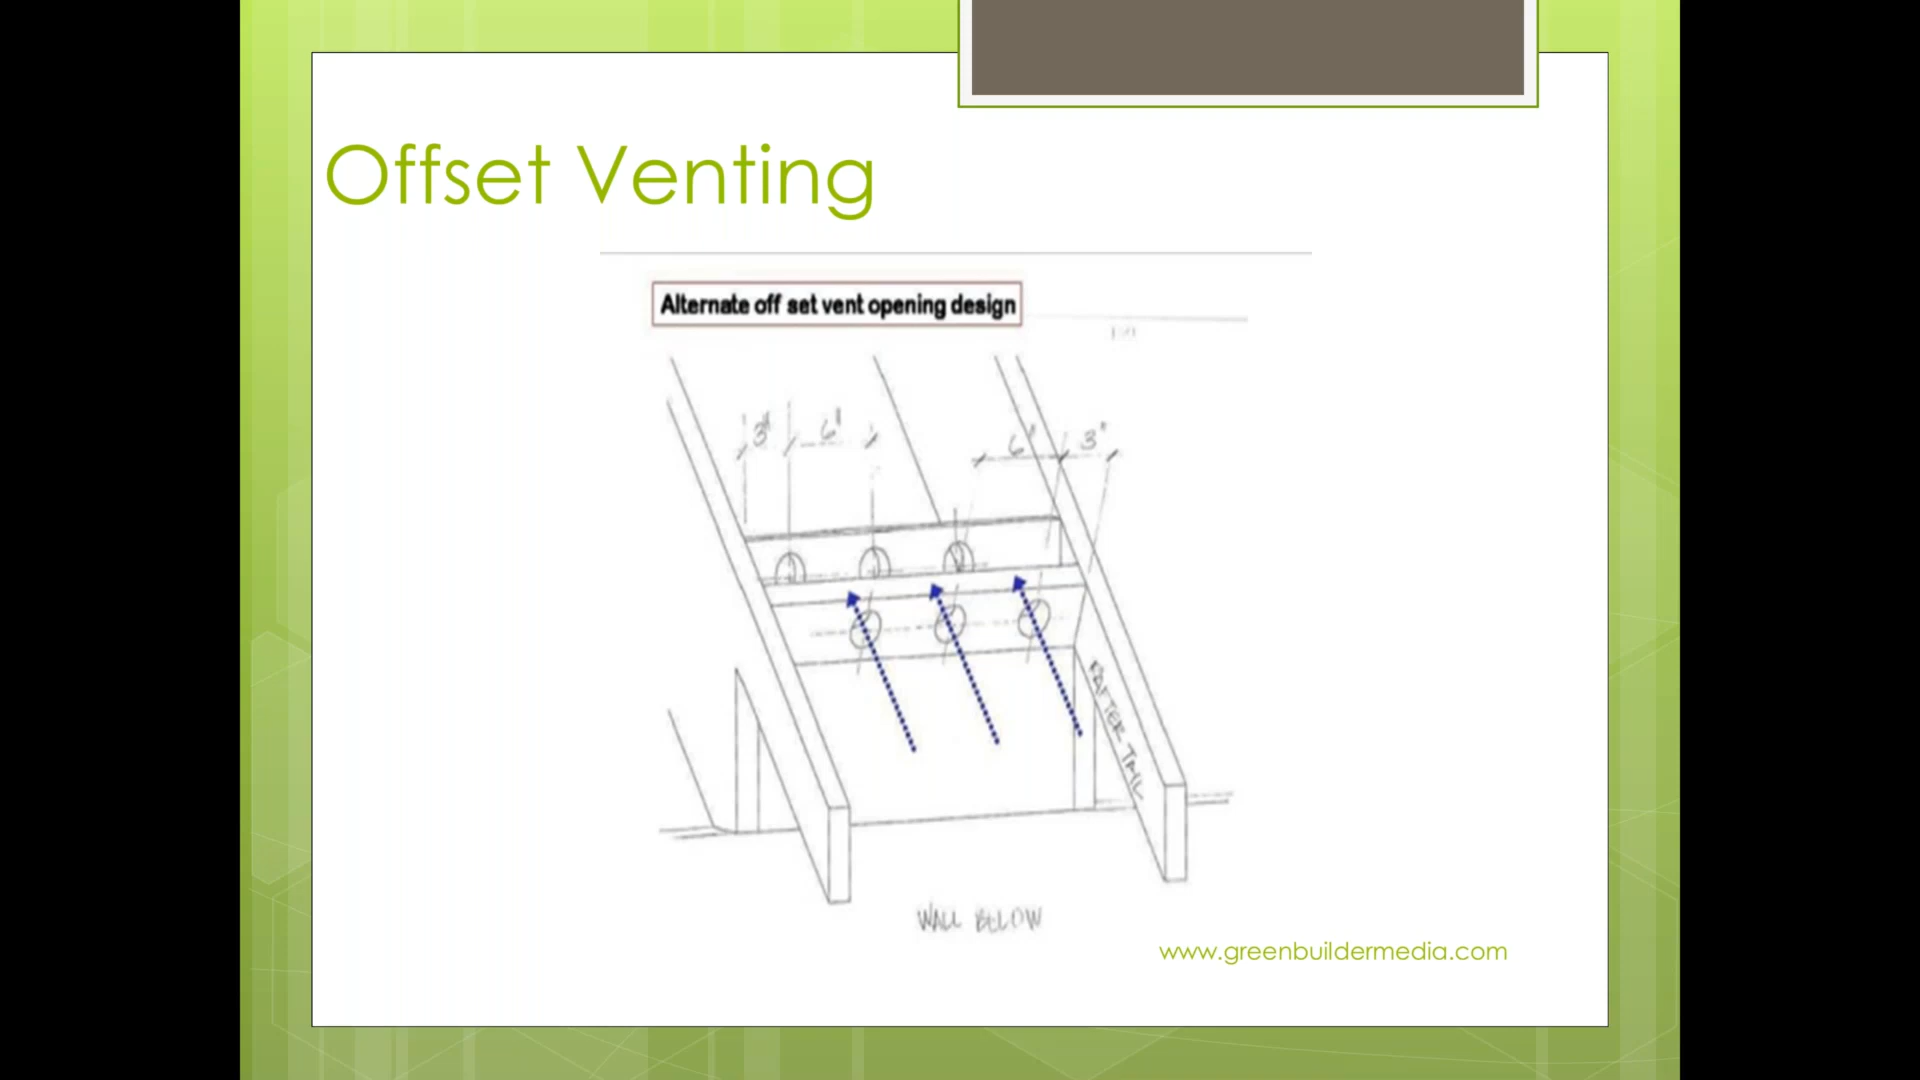 Offset Venting
Alternate off set vent opening design
3" 6"
6" 3"
RAFTER TAIL
WALL BELOW
www.greenbuildermedia.com